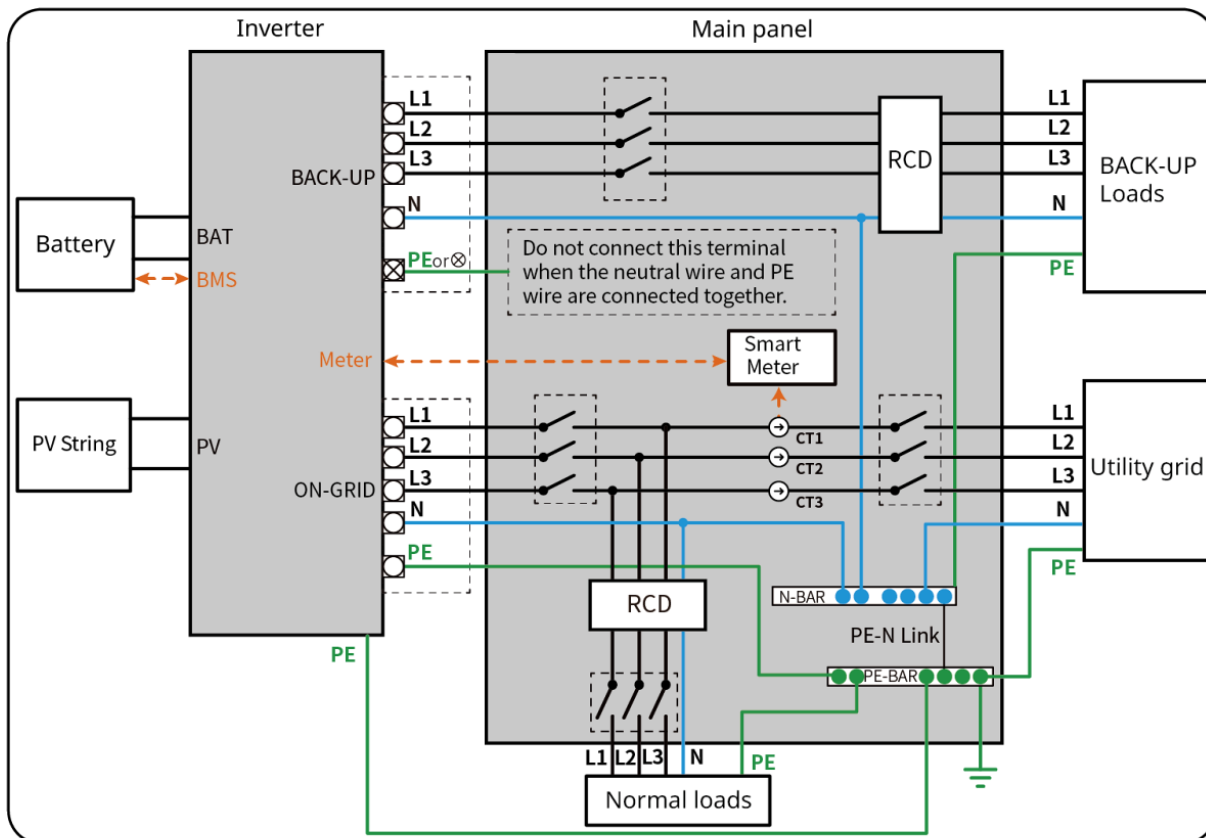 Inverter
Main panel
L1
L2
L3
BACK-UP
N
PEor⊗
RCD
L1
L2
L3
N
PE
BACK-UP
Loads
Battery
BAT
BMS
Do not connect this terminal
when the neutral wire and PE
wire are connected together.
Meter
Smart
Meter
PV String
PV
L1
L2
L3
ON-GRID
N
PE
CT1
CT2
CT3
L1
L2
L3
N
PE
Utility grid
N-BAR
RCD
PE-N Link
PE-BAR
PE
L1
L2
L3
N
PE
Normal loads